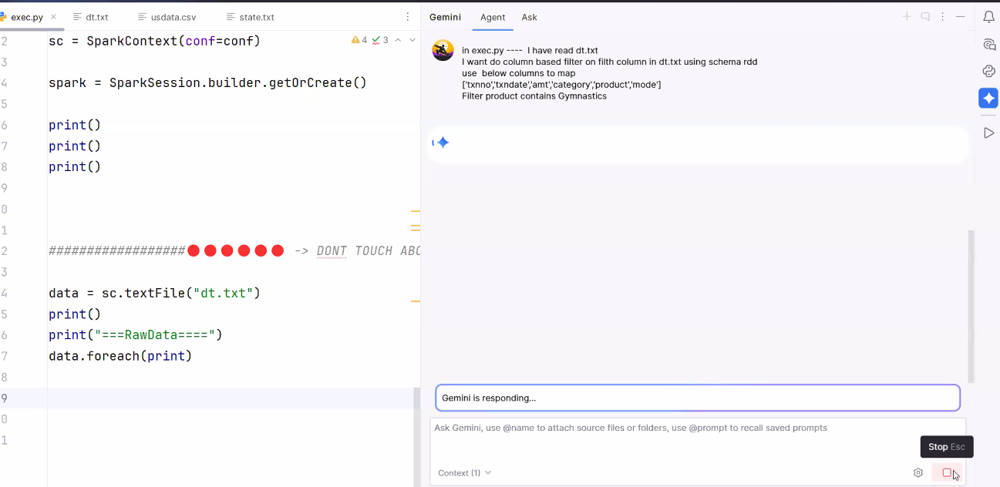 exec.py
dt.txt
usdata.csv
state.txt
4
3
2
sc = SparkContext(conf=conf)
3
4
spark = SparkSession.builder.getOrCreate()
5
6
print()
7
print()
8
print()
9
0
1
2
##################🔴🔴🔴🔴🔴🔴 -> DONT TOUCH ABO
3
4
data = sc.textFile("dt.txt")
5
print()
6
print("===RawData====")
7
data.foreach(print)
8
9
0
1
Gemini
Agent
Ask
in exec.py ----  I have read dt.txt
I want do column based filter on filth column in dt.txt using schema rdd
use  below columns to map
['txnno','txndate','amt','category','product','mode']
Filter product contains Gymnastics
Gemini is responding...
Ask Gemini, use @name to attach source files or folders, use @prompt to recall saved prompts
Stop Esc
Context (1)